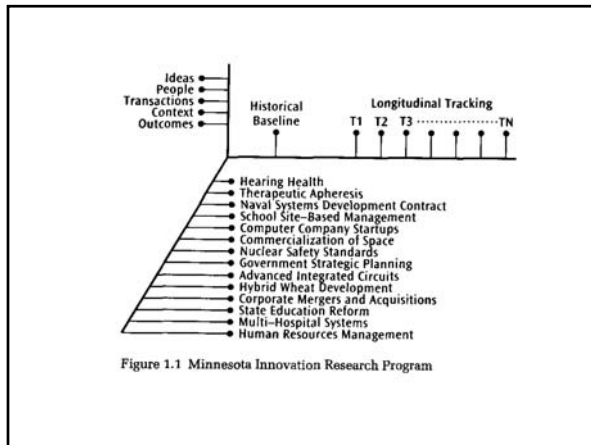 Ideas
People
Transactions
Context
Outcomes
Historical
Baseline
Longitudinal Tracking
T1 T2 T3 ·················· TN
Hearing Health
Therapeutic Apheresis
Naval Systems Development Contract
School Site-Based Management
Computer Company Startups
Commercialization of Space
Nuclear Safety Standards
Government Strategic Planning
Advanced Integrated Circuits
Hybrid Wheat Development
Corporate Mergers and Acquisitions
State Education Reform
Multi-Hospital Systems
Human Resources Management
Figure 1.1 Minnesota Innovation Research Program